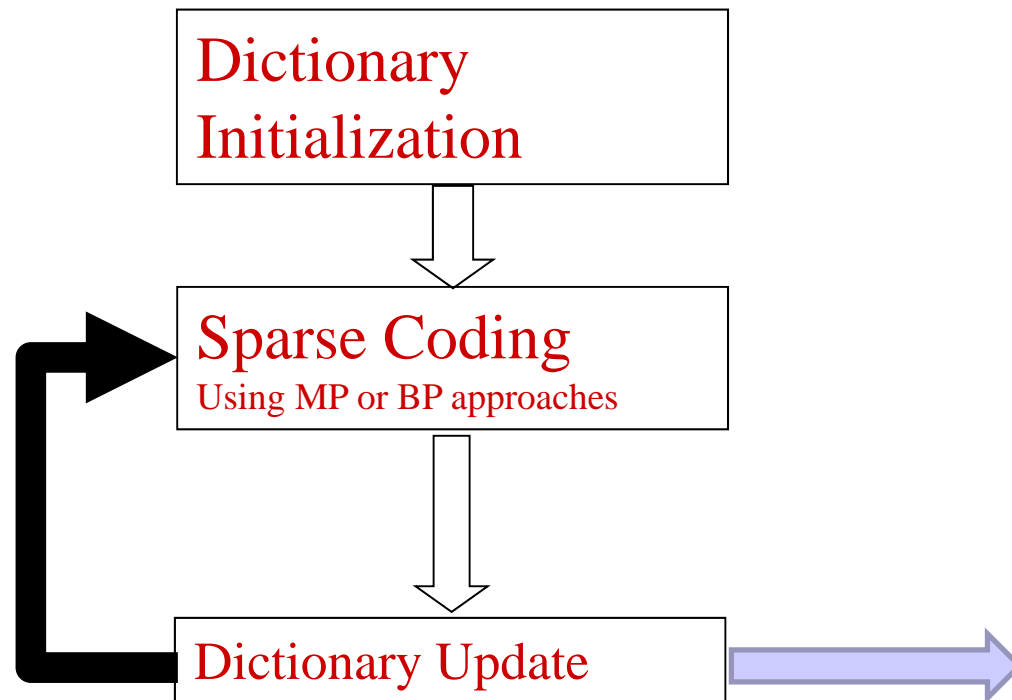 Dictionary
Initialization
Sparse Coding
Using MP or BP approaches
Dictionary Update